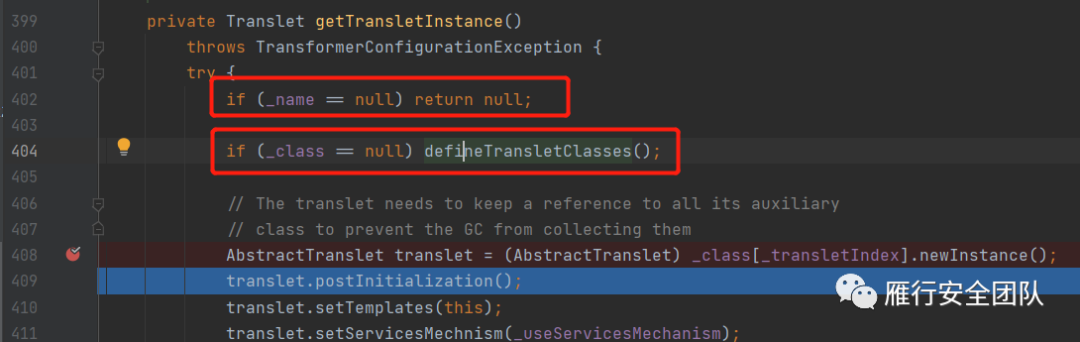 399 private Translet getTransletInstance()
400 throws TransformerConfigurationException {
401 try {
402 if (_name == null) return null;
403
404 if (_class == null) defineTransletClasses();
405
406 // The translet needs to keep a reference to all its auxiliary
407 // class to prevent the GC from collecting them
408 AbstractTranslet translet = (AbstractTranslet) _class[_transletIndex].newInstance();
409 translet.postInitialization();
410 translet.setTemplates(this);
411 translet.setServicesMechnism(_useServicesMechanism);
雁行安全团队